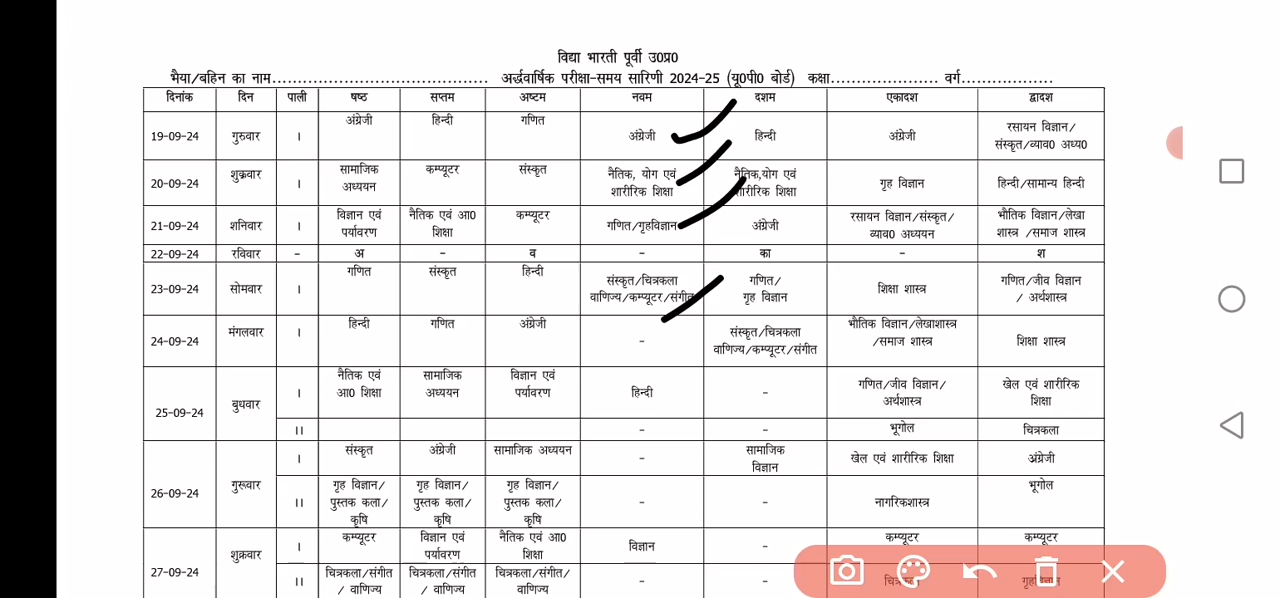 विद्या भारती पूर्वी उ0प्र0
भैया/बहिन का नाम........................................ अर्द्धवार्षिक परीक्षा-समय सारिणी 2024-25 (यू0पी0 बोर्ड) कक्षा..................... वर्ग..................
दिनांक दिन पाली षष्ठ सप्तम अष्टम नवम दशम एकादश द्वादश
19-09-24 गुरुवार I अंग्रेजी हिन्दी गणित अंग्रेजी हिन्दी अंग्रेजी रसायन विज्ञान/
संस्कृत/व्याव0 अध्य0
20-09-24 शुक्रवार I सामाजिक कम्प्यूटर संस्कृत नैतिक, योग एवं नैतिक,योग एवं गृह विज्ञान हिन्दी/सामान्य हिन्दी
अध्ययन शारीरिक शिक्षा शारीरिक शिक्षा
21-09-24 शनिवार I विज्ञान एवं नैतिक एवं आ0 कम्प्यूटर गणित/गृहविज्ञान अंग्रेजी रसायन विज्ञान/संस्कृत/ भौतिक विज्ञान/लेखा
पर्यावरण शिक्षा व्याव0 अध्ययन शास्त्र /समाज शास्त्र
22-09-24 रविवार - अ - व - का - श
23-09-24 सोमवार I गणित संस्कृत हिन्दी संस्कृत/चित्रकला गणित/ शिक्षा शास्त्र गणित/जीव विज्ञान
वाणिज्य/कम्प्यूटर/संगीत गृह विज्ञान / अर्थशास्त्र
24-09-24 मंगलवार I हिन्दी गणित अंग्रेजी - संस्कृत/चित्रकला भौतिक विज्ञान/लेखाशास्त्र शिक्षा शास्त्र
वाणिज्य/कम्प्यूटर/संगीत /समाज शास्त्र
25-09-24 बुधवार I नैतिक एवं सामाजिक विज्ञान एवं हिन्दी - गणित/जीव विज्ञान/ खेल एवं शारीरिक
आ0 शिक्षा अध्ययन पर्यावरण अर्थशास्त्र शिक्षा
II - - भूगोल चित्रकला
26-09-24 गुरूवार I संस्कृत अंग्रेजी सामाजिक अध्ययन - सामाजिक खेल एवं शारीरिक शिक्षा अंग्रेजी
विज्ञान
II गृह विज्ञान/ गृह विज्ञान/ गृह विज्ञान/ - - नागरिकशास्त्र भूगोल
पुस्तक कला/ पुस्तक कला/ पुस्तक कला/
कृषि कृषि कृषि
27-09-24 शुक्रवार I कम्प्यूटर विज्ञान एवं नैतिक एवं आ0 विज्ञान - कम्प्यूटर कम्प्यूटर
पर्यावरण शिक्षा
II चित्रकला/संगीत चित्रकला/संगीत चित्रकला/संगीत/ - - चित्रकला गृहविज्ञान
/ वाणिज्य / वाणिज्य वाणिज्य